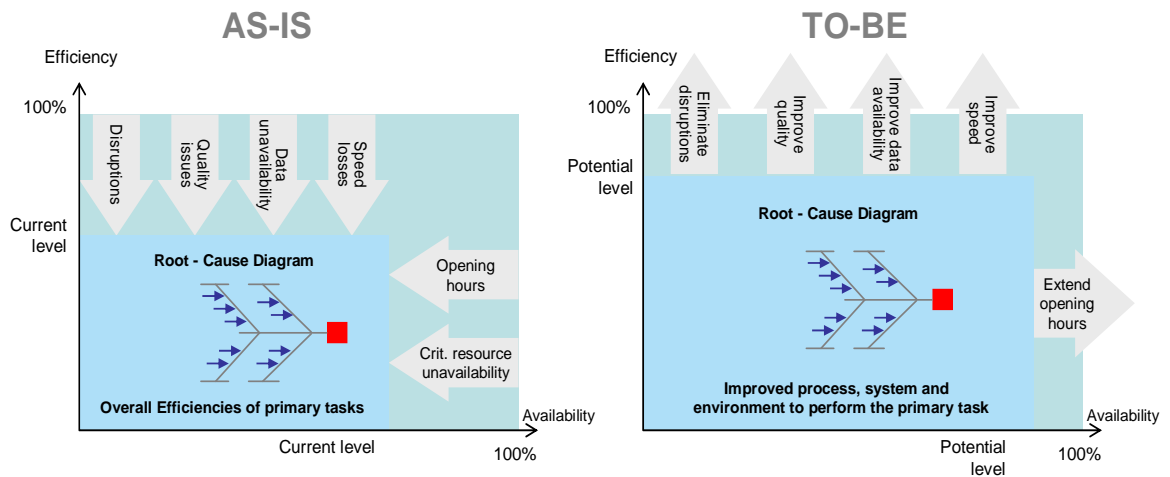 AS-IS
Efficiency
100%
Disruptions
Quality
issues
Data
unavailability
Speed
losses
Current
level
Root - Cause Diagram
Opening
hours
Crit. resource
unavailability
Overall Efficiencies of primary tasks
Availability
Current level
100%
TO-BE
Efficiency
100%
Eliminate
disruptions
Improve
quality
Improve data
availability
Improve
speed
Potential
level
Root - Cause Diagram
Extend
opening
hours
Improved process, system and
environment to perform the primary task
Availability
Potential
level
100%